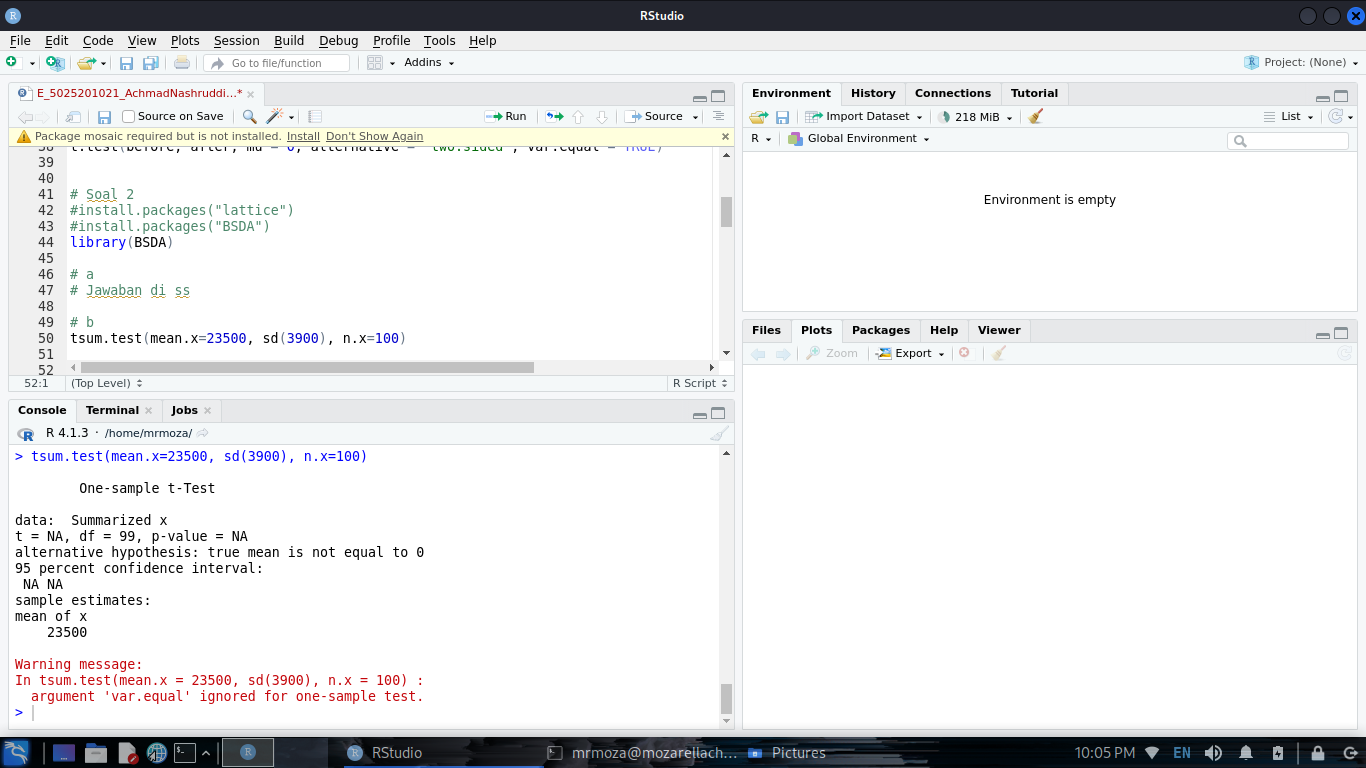 RStudio
File Edit Code View Plots Session Build Debug Profile Tools Help
Go to file/function Addins Project: (None)
E_5025201021_AchmadNashruddi...*
Source on Save Run Source
Package mosaic required but is not installed. Install Don't Show Again
38 t.test(before, after, mu = 0, alternative = "two.sided", var.equal = TRUE)
39
40
41 # Soal 2
42 #install.packages("lattice")
43 #install.packages("BSDA")
44 library(BSDA)
45
46 # a
47 # Jawaban di ss
48
49 # b
50 tsum.test(mean.x=23500, sd(3900), n.x=100)
51
52
52:1 (Top Level) R Script
Console Terminal Jobs
R 4.1.3 · /home/mrmoza/
> tsum.test(mean.x=23500, sd(3900), n.x=100)
One-sample t-Test
data: Summarized x
t = NA, df = 99, p-value = NA
alternative hypothesis: true mean is not equal to 0
95 percent confidence interval:
NA NA
sample estimates:
mean of x
23500
Warning message:
In tsum.test(mean.x = 23500, sd(3900), n.x = 100) :
argument 'var.equal' ignored for one-sample test.
>
Environment History Connections Tutorial
Import Dataset 218 MiB List
R Global Environment
Environment is empty
Files Plots Packages Help Viewer
Zoom Export
RStudio mrmoza@mozarellach... Pictures 10:05 PM EN